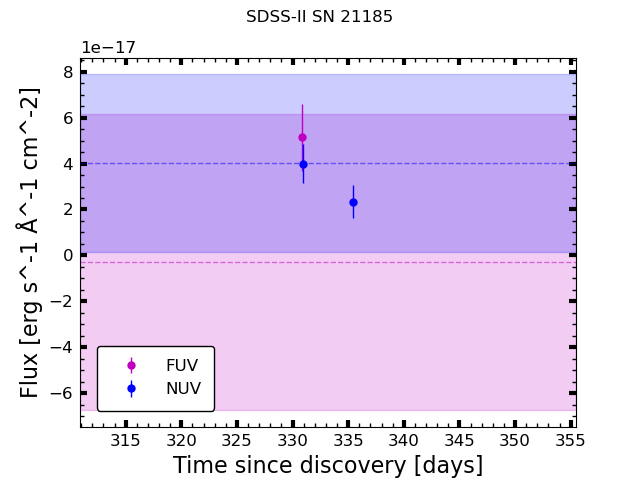 SDSS-II SN 21185
1e−17
8
6
4
2
0
−2
−4
−6
Flux [erg s^-1 Å^-1 cm^-2]
FUV
NUV
315 320 325 330 335 340 345 350 355
Time since discovery [days]